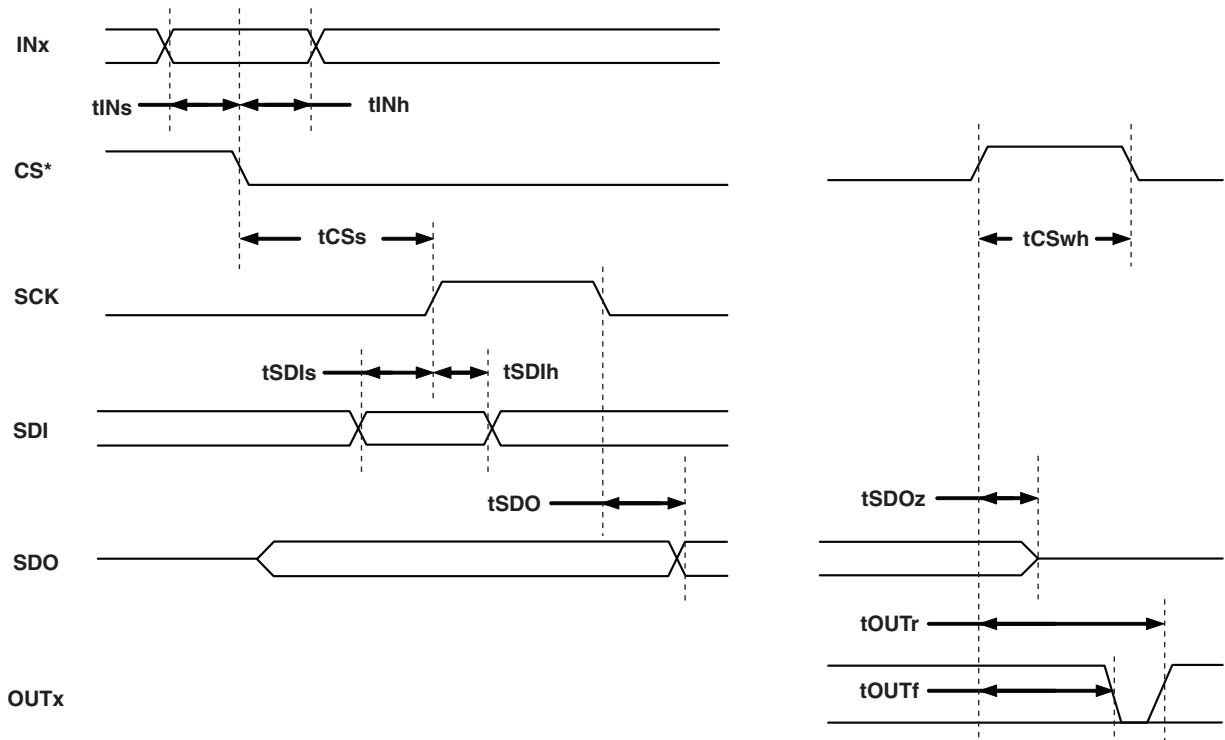 INx
tINs
tINh
CS*
tCSs
tCSwh
SCK
tSDIs
tSDIh
SDI
tSDO
tSDOz
SDO
tOUTr
tOUTf
OUTx